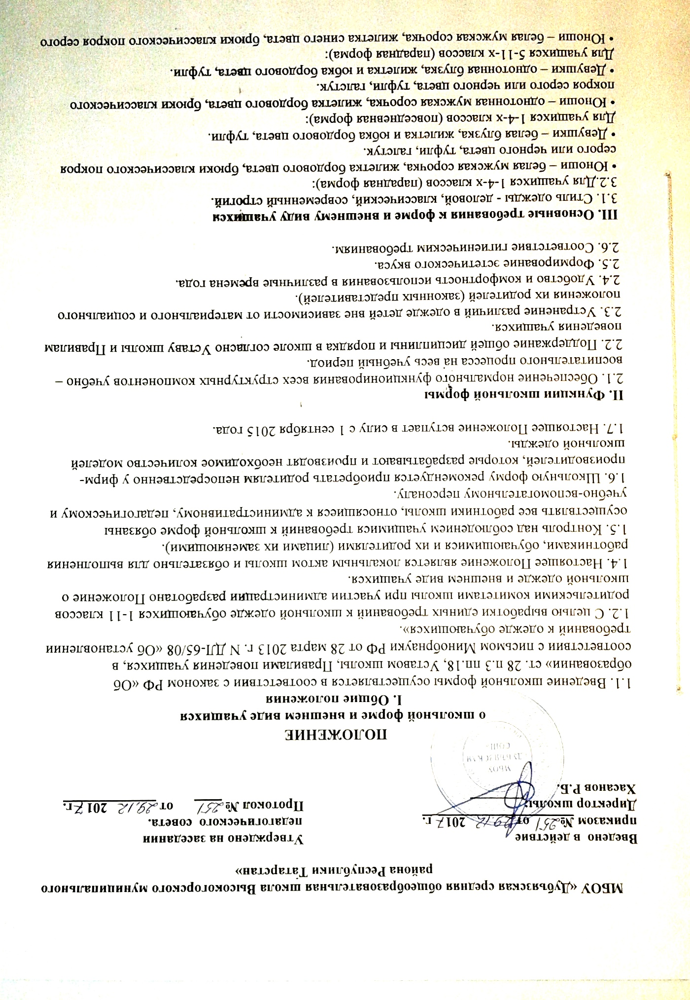 МБОУ «Дубъязская средняя общеобразовательная школа Высокогорского муниципального
района Республики Татарстан»
Введено в действие
приказом № 251 от 29.12 2017 г.
Директор школы:
Хасанов Р.Б.
Утверждено на заседании
педагогического совета.
Протокол № 251 от 29.12 2017г.
МБОУ
ДУБЪЯЗСКАЯ
СОШ
ПОЛОЖЕНИЕ
о школьной форме и внешнем виде учащихся
I. Общие положения
1.1. Введение школьной формы осуществляется в соответствии с законом РФ «Об
образовании» ст. 28 п.3 пп.18, Уставом школы, Правилами поведения учащихся, в
соответствии с письмом Минобрнауки РФ от 28 марта 2013 г. N ДЛ-65/08 «Об установлении
требований к одежде обучающихся».
1.2. С целью выработки единых требований к школьной одежде обучающихся 1-11 классов
родительскими комитетами школы при участии администрации разработано Положение о
школьной одежде и внешнем виде учащихся.
1.4. Настоящее Положение является локальным актом школы и обязательно для выполнения
работниками, обучающимися и их родителями (лицами их заменяющими).
1.5. Контроль над соблюдением учащимися требований к школьной форме обязаны
осуществлять все работники школы, относящиеся к административному, педагогическому и
учебно-вспомогательному персоналу.
1.6. Школьную форму рекомендуется приобретать родителям непосредственно у фирм-
производителей, которые разрабатывают и производят необходимое количество моделей
школьной одежды.
1.7. Настоящее Положение вступает в силу с 1 сентября 2015 года.
II. Функции школьной формы
2.1. Обеспечение нормального функционирования всех структурных компонентов учебно –
воспитательного процесса на весь учебный период.
2.2. Поддержание общей дисциплины и порядка в школе согласно Уставу школы и Правилам
поведения учащихся.
2.3. Устранение различий в одежде детей вне зависимости от материального и социального
положения их родителей (законных представителей).
2.4. Удобство и комфортность использования в различные времена года.
2.5. Формирование эстетического вкуса.
2.6. Соответствие гигиеническим требованиям.
III. Основные требования к форме и внешнему виду учащихся
3.1. Стиль одежды - деловой, классический, современный строгий.
3.2.Для учащихся 1-4-х классов (парадная форма):
• Юноши – белая мужская сорочка, жилетка бордового цвета, брюки классического покроя
серого или черного цвета, туфли, галстук.
• Девушки – белая блузка, жилетка и юбка бордового цвета, туфли.
Для учащихся 1-4-х классов (повседневная форма):
• Юноши – однотонная мужская сорочка, жилетка бордового цвета, брюки классического
покроя серого или черного цвета, туфли, галстук.
• Девушки – однотонная блузка, жилетка и юбка бордового цвета, туфли.
Для учащихся 5-11-х классов (парадная форма):
• Юноши – белая мужская сорочка, жилетка синего цвета, брюки классического покроя серого